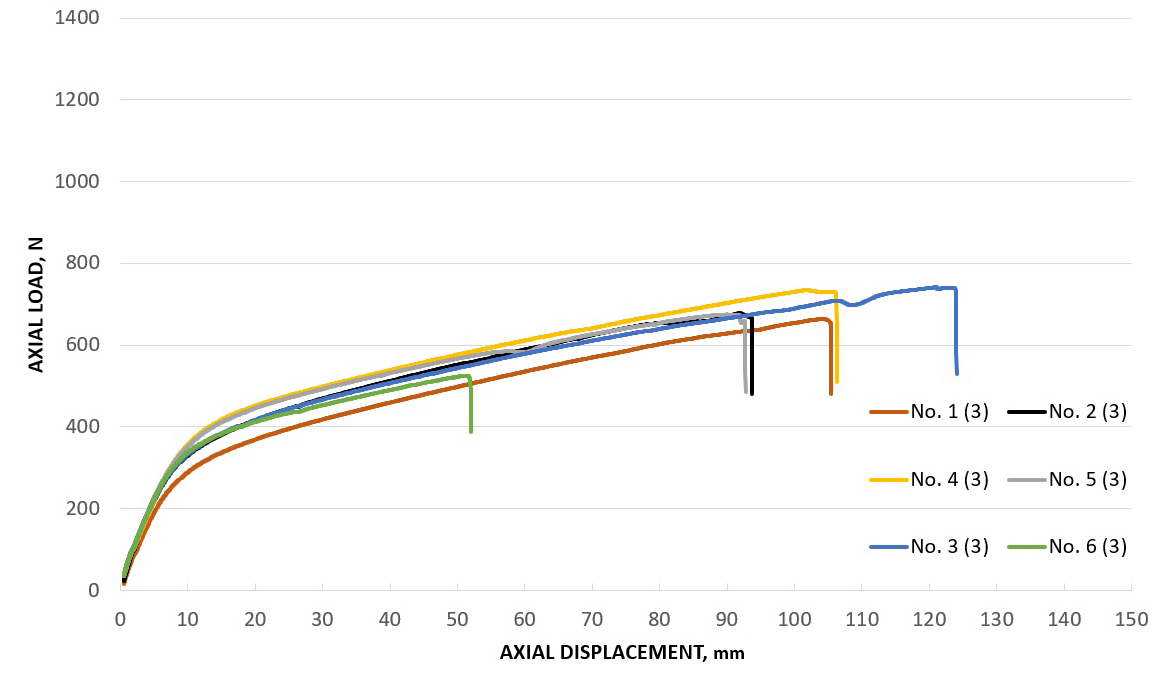 1400
1200
1000
800
600
400
200
0
AXIAL LOAD, N
No. 1 (3) No. 2 (3)
No. 4 (3) No. 5 (3)
No. 3 (3) No. 6 (3)
0 10 20 30 40 50 60 70 80 90 100 110 120 130 140 150
AXIAL DISPLACEMENT, mm